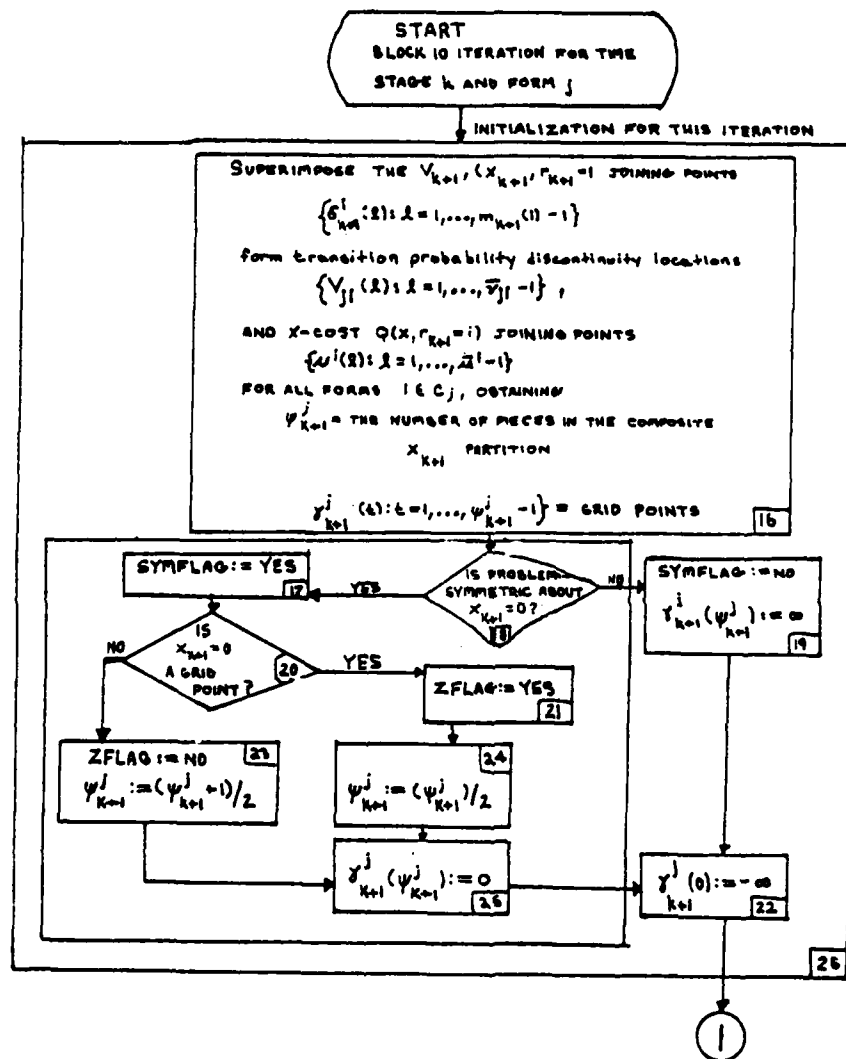 START
BLOCK 10 ITERATION FOR TIME
STAGE k AND FORM j
INITIALIZATION FOR THIS ITERATION
SUPERIMPOSE THE V_{k+1}, (x_{k+1}, r_{k+1}=1 JOINING POINTS
{δ^i_{k+1}(l): l = 1,...,m_{k+1}(1) - 1}
form transition probability discontinuity locations
{V_{ji}(l): l = 1,..., v̄_{ji} - 1},
AND X-COST Q(x, r_{k+1} = i) JOINING POINTS
{μ^i(l): l = 1,..., μ̄^i - 1}
FOR ALL FORMS i ∈ C_j, OBTAINING
ψ^j_{k+1} = THE NUMBER OF PIECES IN THE COMPOSITE
x_{k+1} PARTITION
γ^j_{k+1}(t): t = 1,..., ψ^j_{k+1} - 1} = GRID POINTS
16
SYMFLAG := YES
17
YES
IS PROBLEM
SYMMETRIC ABOUT
x_{k+1} = 0?
18
NO
SYMFLAG := NO
γ^j_{k+1}(ψ^j_{k+1}) := ∞
19
NO
IS
x_{k+1} = 0
A GRID
POINT?
20
YES
ZFLAG := YES
21
ZFLAG := NO
23
ψ^j_{k+1} := (ψ^j_{k+1} + 1)/2
24
ψ^j_{k+1} := (ψ^j_{k+1})/2
γ^j_{k+1}(ψ^j_{k+1}) := 0
25
γ^j_{k+1}(0) := -∞
22
26
1